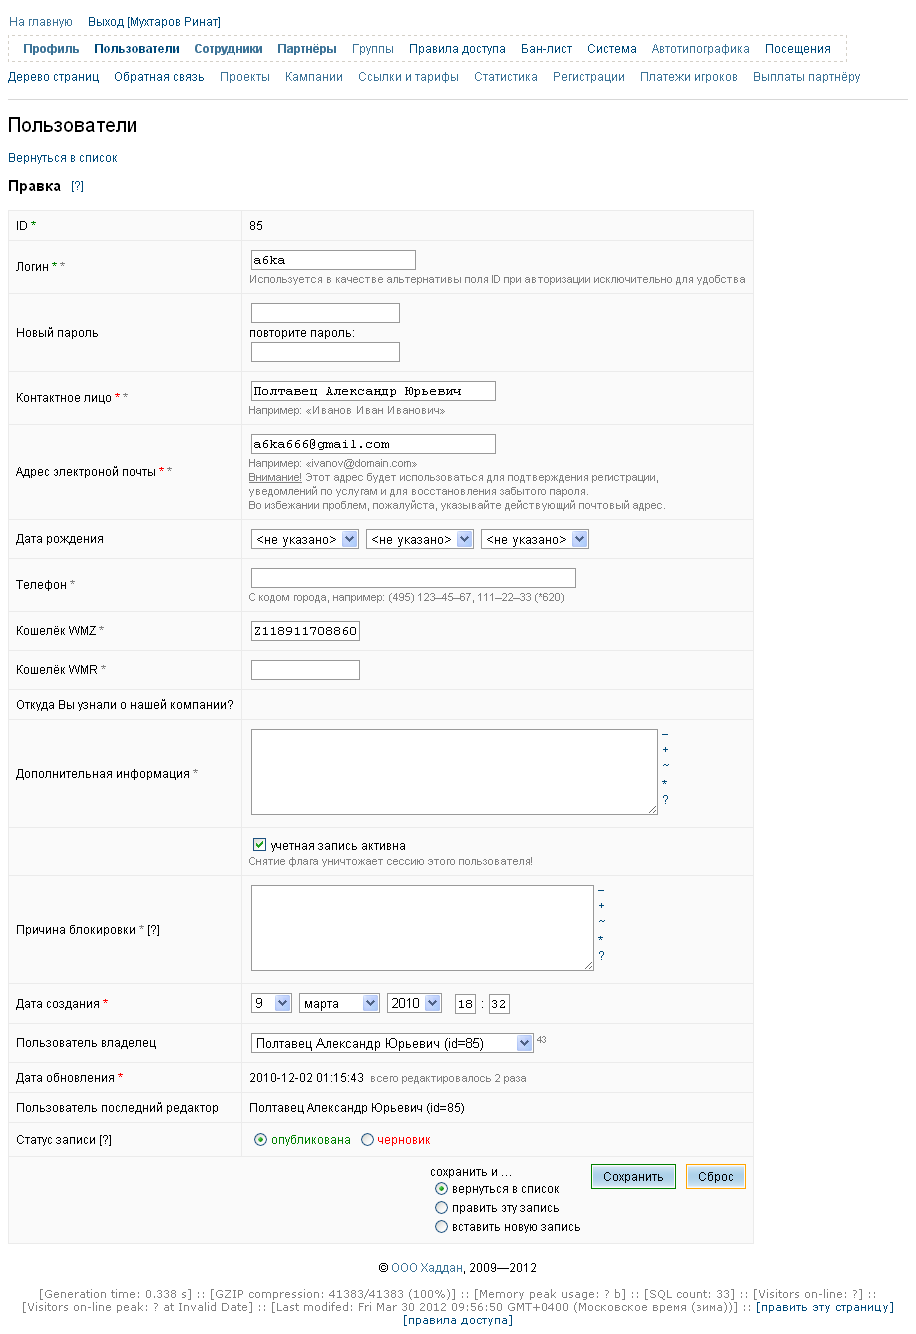 На главную Выход [Мухтаров Ринат]
Профиль Пользователи Сотрудники Партнёры Группы Правила доступа Бан-лист Система Автотипографика Посещения
Дерево страниц Обратная связь Проекты Кампании Ссылки и тарифы Статистика Регистрации Платежи игроков Выплаты партнёру
Пользователи
Вернуться в список
Правка [?]
ID * 85
Логин * * a6ka
Используется в качестве альтернативы поля ID при авторизации исключительно для удобства
Новый пароль
повторите пароль:
Контактное лицо * * Полтавец Александр Юрьевич
Например: «Иванов Иван Иванович»
Адрес электроной почты * * a6ka666@gmail.com
Например: «ivanov@domain.com»
Внимание! Этот адрес будет использоваться для подтверждения регистрации,
уведомлений по услугам и для восстановления забытого пароля.
Во избежании проблем, пожалуйста, указывайте действующий почтовый адрес.
Дата рождения <не указано> <не указано> <не указано>
Телефон *
С кодом города, например: (495) 123–45–67, 111–22–33 (*620)
Кошелёк WMZ * Z118911708860
Кошелёк WMR *
Откуда Вы узнали о нашей компании?
Дополнительная информация *
–
+
~
*
?
учетная запись активна
Снятие флага уничтожает сессию этого пользователя!
Причина блокировки * [?]
–
+
~
*
?
Дата создания * 9 марта 2010 18 : 32
Пользователь владелец Полтавец Александр Юрьевич (id=85) 43
Дата обновления * 2010-12-02 01:15:43 всего редактировалось 2 раза
Пользователь последний редактор Полтавец Александр Юрьевич (id=85)
Статус записи [?] опубликована черновик
сохранить и ... Сохранить Сброс
вернуться в список
править эту запись
вставить новую запись
© ООО Хаддан, 2009—2012
[Generation time: 0.338 s] :: [GZIP compression: 41383/41383 (100%)] :: [Memory peak usage: ? b] :: [SQL count: 33] :: [Visitors on-line: ?] ::
[Visitors on-line peak: ? at Invalid Date] :: [Last modifed: Fri Mar 30 2012 09:56:50 GMT+0400 (Московское время (зима))] :: [править эту страницу]
[правила доступа]